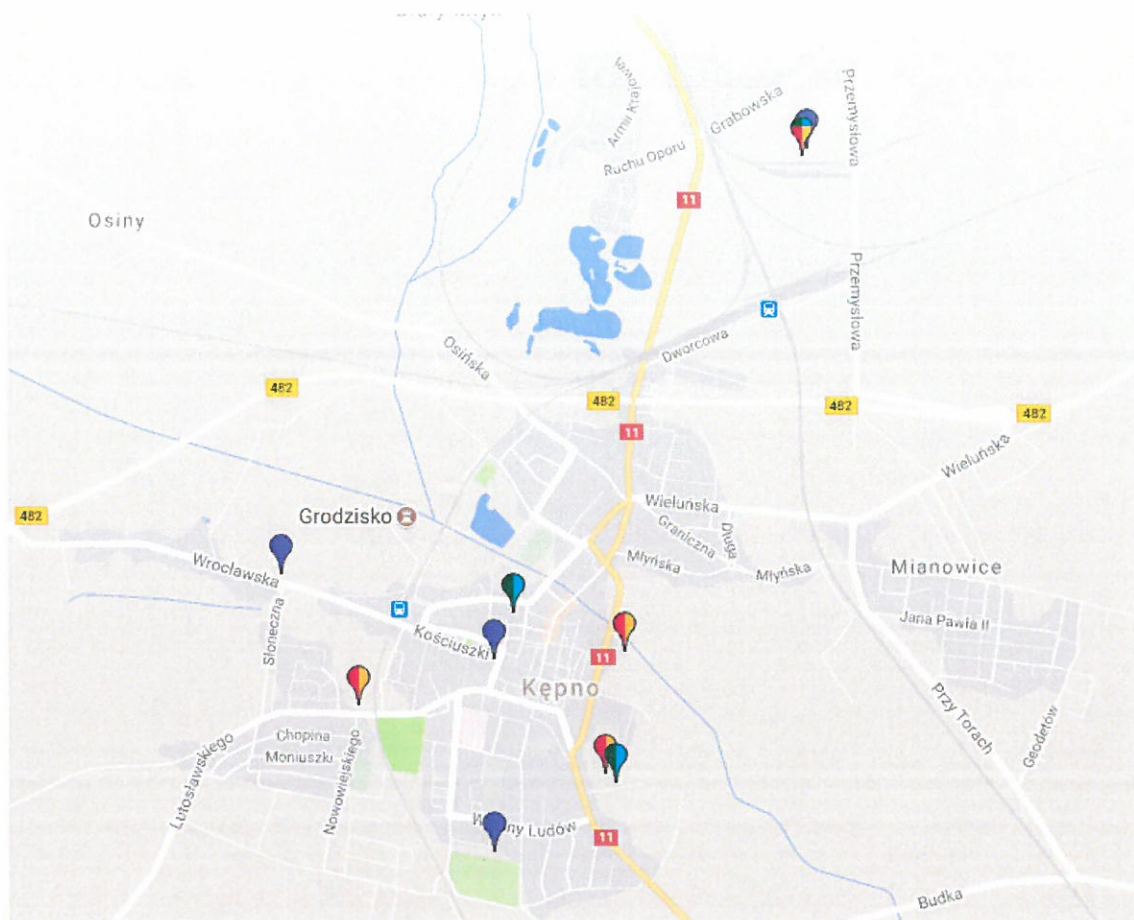 Armii Krajowej
Grabowska
Przemysłowa
Ruchu Oporu
11
Osiny
Przemysłowa
Osińska
Dworcowa
482
482
482
482
11
Wieluńska
482
Grodzisko
Wieluńska
Graniczna
Długa
Młyńska
Młyńska
Mianowice
Wrocławska
Słoneczna
Kościuszki
Jana Pawła II
11
Kępno
Przy Torach
Geodetów
Chopina
Moniuszki
Lutosławskiego
Nowowiejskiego
Wiosny Ludów
11
Budka